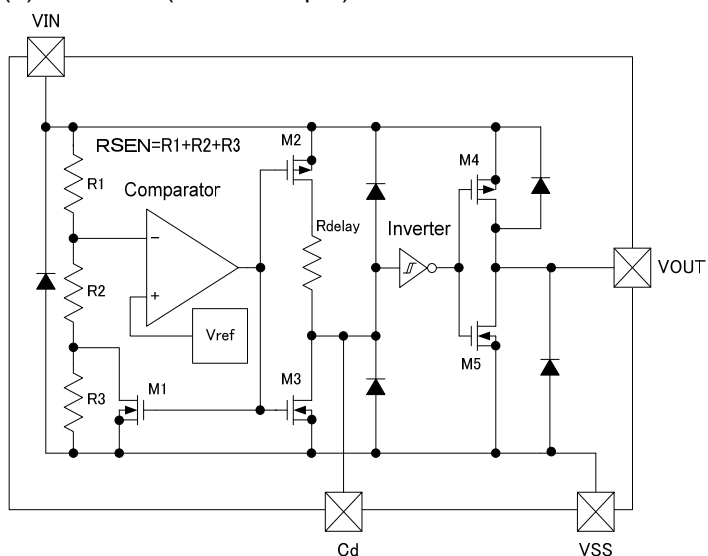 VIN
RSEN=R1+R2+R3
M2
M4
R1
Comparator
Rdelay
Inverter
−
VOUT
R2
+
Vref
M5
R3
M1
M3
Cd
VSS